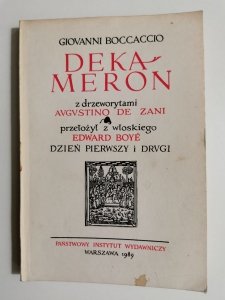 GIOVANNI BOCCACCIO
DEKA
MERON
z drzeworytami
AVGVSTINO DE ZANI
przełożył z włoskiego
EDWARD BOYÉ
DZIEŃ PIERWSZY i DRVGI
PAŃSTWOWY INSTYTUT WYDAWNICZY
WARSZAWA 1989